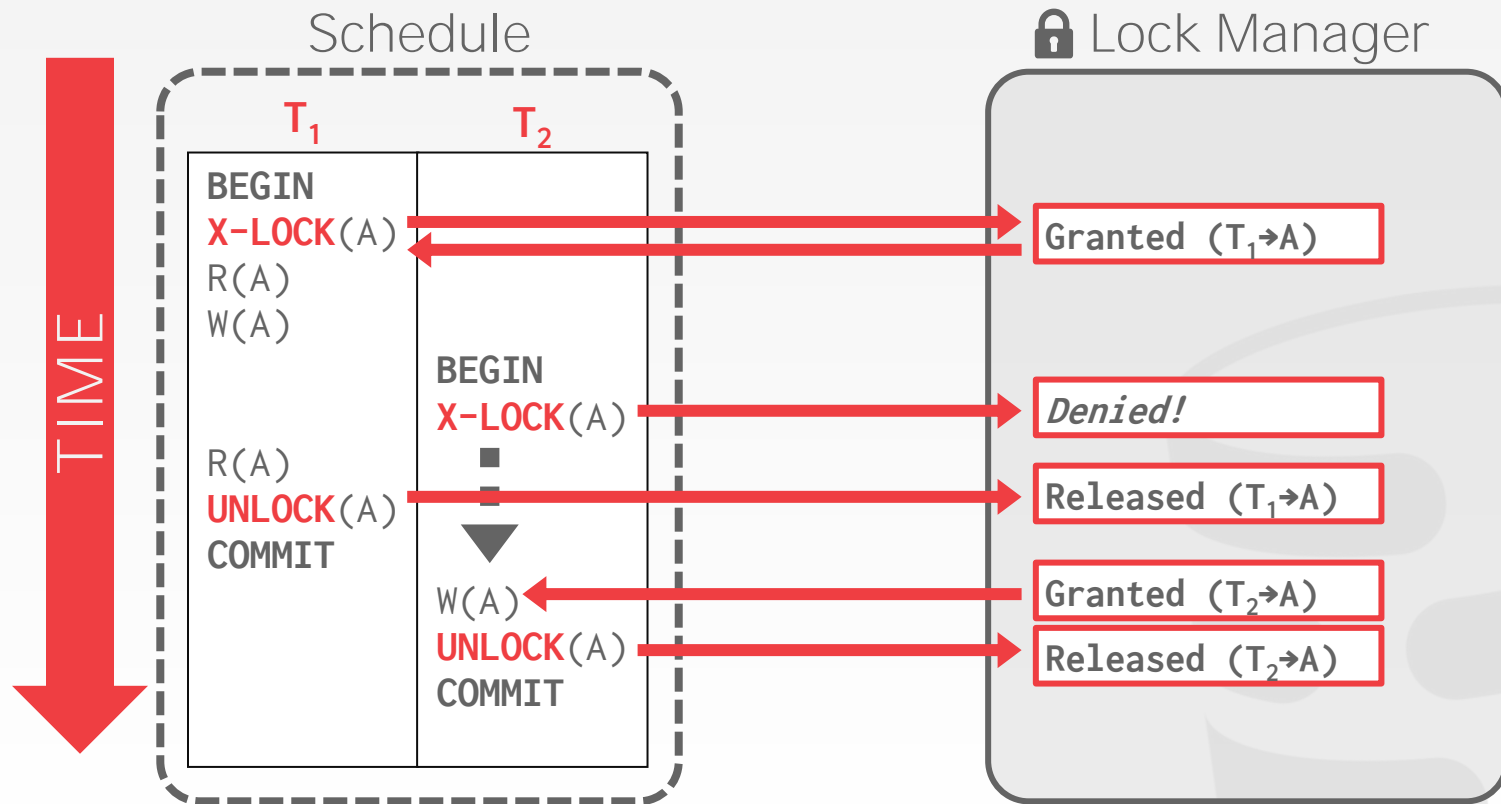 Schedule
Lock Manager
TIME
T₁
T₂
BEGIN
X-LOCK(A)
R(A)
W(A)
BEGIN
X-LOCK(A)
R(A)
UNLOCK(A)
COMMIT
W(A)
UNLOCK(A)
COMMIT
Granted (T₁→A)
Denied!
Released (T₁→A)
Granted (T₂→A)
Released (T₂→A)